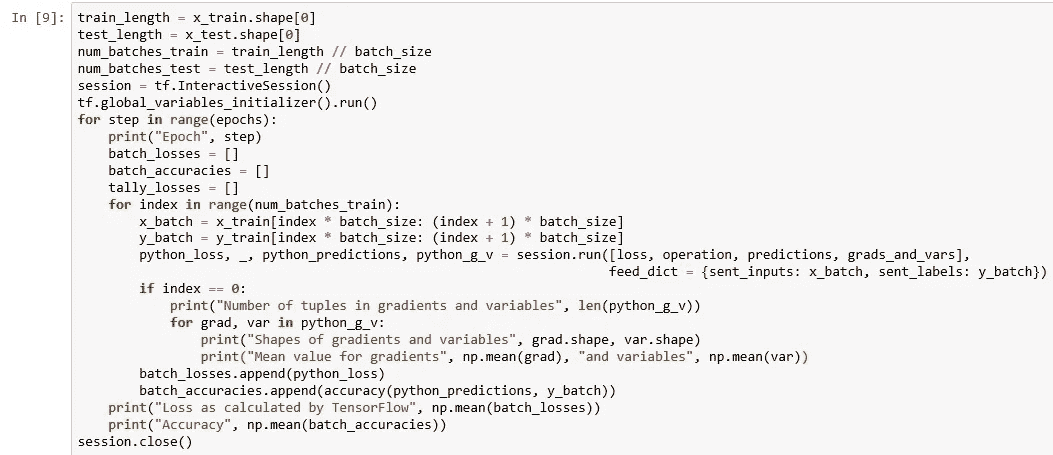 In [9]: train_length = x_train.shape[0]
test_length = x_test.shape[0]
num_batches_train = train_length // batch_size
num_batches_test = test_length // batch_size
session = tf.InteractiveSession()
tf.global_variables_initializer().run()
for step in range(epochs):
    print("Epoch", step)
    batch_losses = []
    batch_accuracies = []
    tally_losses = []
    for index in range(num_batches_train):
        x_batch = x_train[index * batch_size: (index + 1) * batch_size]
        y_batch = y_train[index * batch_size: (index + 1) * batch_size]
        python_loss, _, python_predictions, python_g_v = session.run([loss, operation, predictions, grads_and_vars],
                                                                     feed_dict = {sent_inputs: x_batch, sent_labels: y_batch})
        if index == 0:
            print("Number of tuples in gradients and variables", len(python_g_v))
            for grad, var in python_g_v:
                print("Shapes of gradients and variables", grad.shape, var.shape)
                print("Mean value for gradients", np.mean(grad), "and variables", np.mean(var))
        batch_losses.append(python_loss)
        batch_accuracies.append(accuracy(python_predictions, y_batch))
    print("Loss as calculated by TensorFlow", np.mean(batch_losses))
    print("Accuracy", np.mean(batch_accuracies))
session.close()